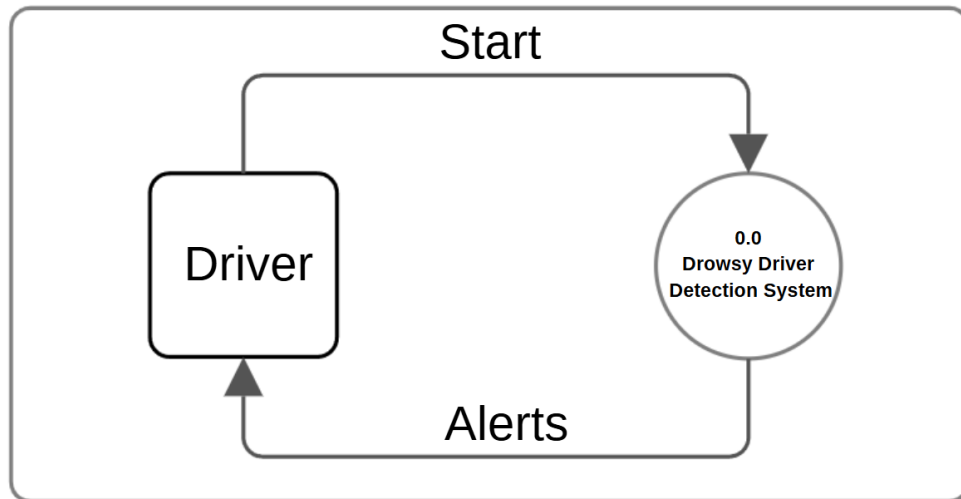 Start
Driver
0.0
Drowsy Driver
Detection System
Alerts